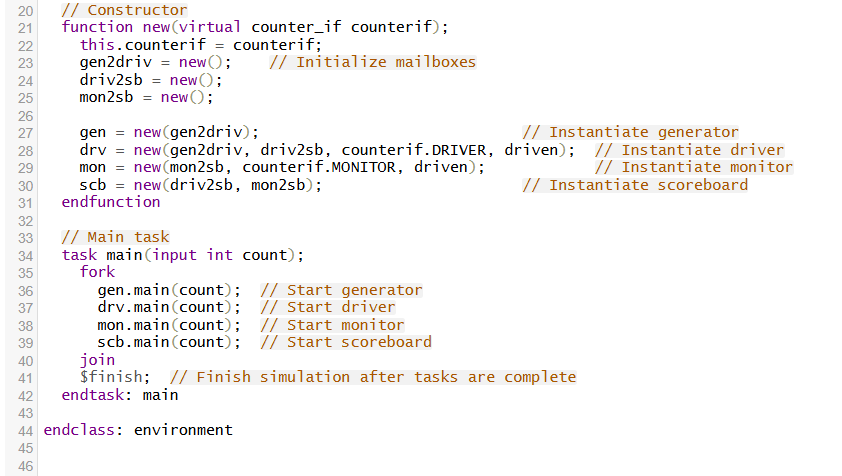 20 // Constructor
21 function new(virtual counter_if counterif);
22 this.counterif = counterif;
23 gen2driv = new(); // Initialize mailboxes
24 driv2sb = new();
25 mon2sb = new();
26
27 gen = new(gen2driv); // Instantiate generator
28 drv = new(gen2driv, driv2sb, counterif.DRIVER, driven); // Instantiate driver
29 mon = new(mon2sb, counterif.MONITOR, driven); // Instantiate monitor
30 scb = new(driv2sb, mon2sb); // Instantiate scoreboard
31 endfunction
32
33 // Main task
34 task main(input int count);
35 fork
36 gen.main(count); // Start generator
37 drv.main(count); // Start driver
38 mon.main(count); // Start monitor
39 scb.main(count); // Start scoreboard
40 join
41 $finish; // Finish simulation after tasks are complete
42 endtask: main
43
44 endclass: environment
45
46